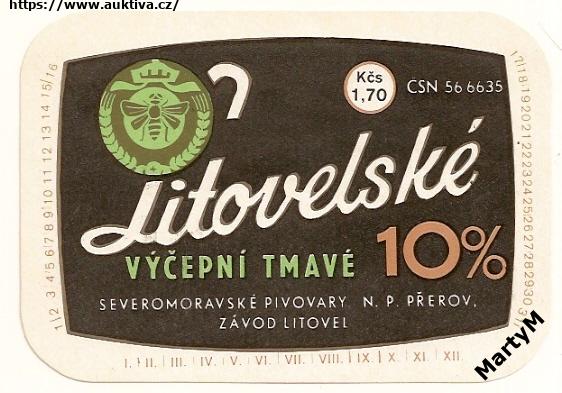 https://www.auktiva.cz/
Kčs
1,70
ČSN 56 6635
Litovelské
VÝČEPNÍ TMAVÉ 10%
SEVEROMORAVSKÉ PIVOVARY N. P. PŘEROV,
ZÁVOD LITOVEL
1 2 3 4 5 6 7 8 9 10 11 12 13 14 15 16
17 18 19 20 21 22 23 24 25 26 27 28 29 30 31
I. II. III. IV. V. VI. VII. VIII. IX. X. XI. XII.
MartyM